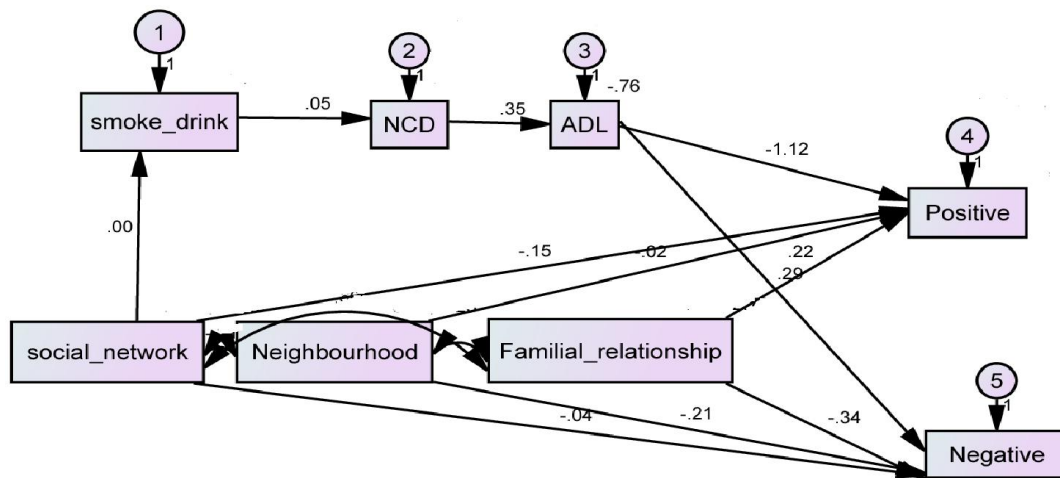 1
1
smoke_drink
.05
2
1
NCD
.35
3
1
ADL
-.76
-1.12
4
1
Positive
.00
-.15
-.02
.22
.29
social_network
Neighbourhood
Familial_relationship
-.04
-.21
-.34
5
1
Negative